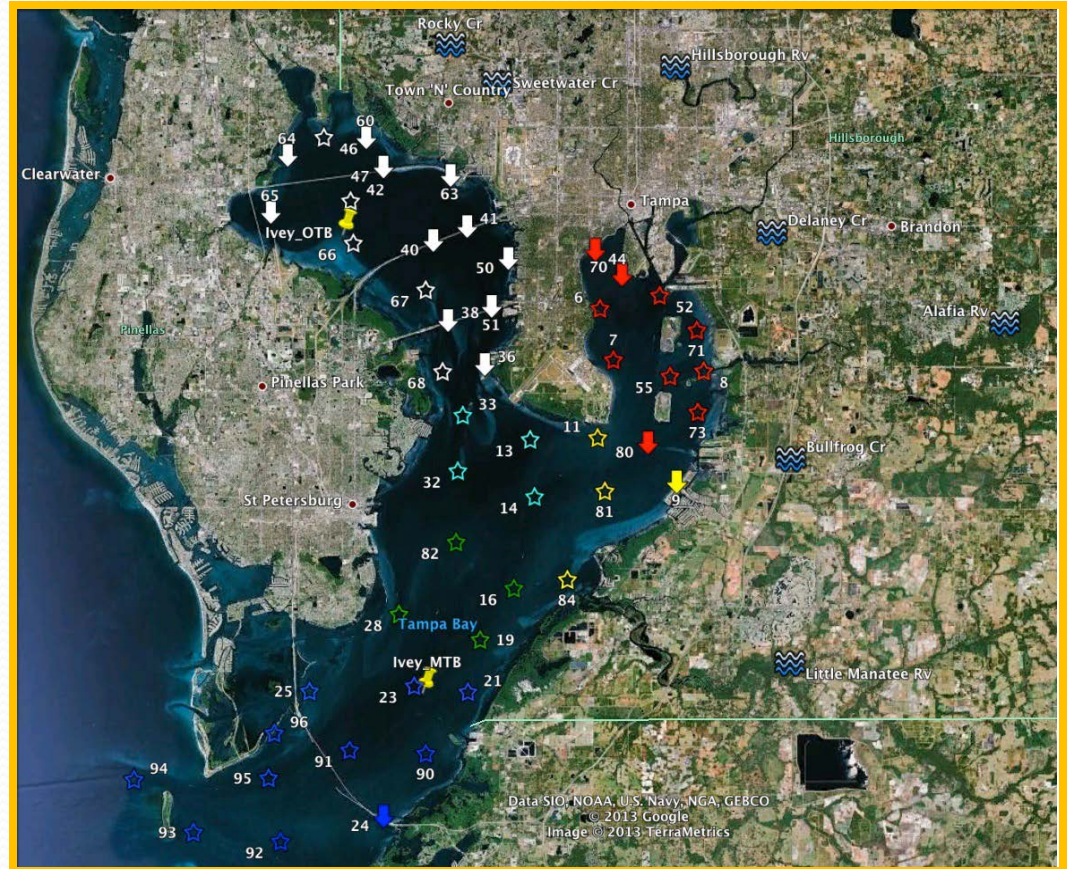 Rocky Cr
Hillsborough Rv
Sweetwater Cr
Town 'N' Country
60
64
46
Hillsborough
Clearwater
47
42
63
65
Tampa
41
Delaney Cr
Brandon
Ivey_OTB
40
66
44
50
70
67
6
38
52
51
Alafia Rv
Pinellas
7
71
36
Pinellas Park
68
55
8
33
11
73
13
80
Bullfrog Cr
32
St Petersburg
14
81
9
82
16
84
28
Tampa Bay
19
Ivey_MTB
21
Little Manatee Rv
25
23
96
91
90
94
95
Data SIO, NOAA, U.S. Navy, NGA, GEBCO
© 2013 Google
24
Image © 2013 TerraMetrics
93
92